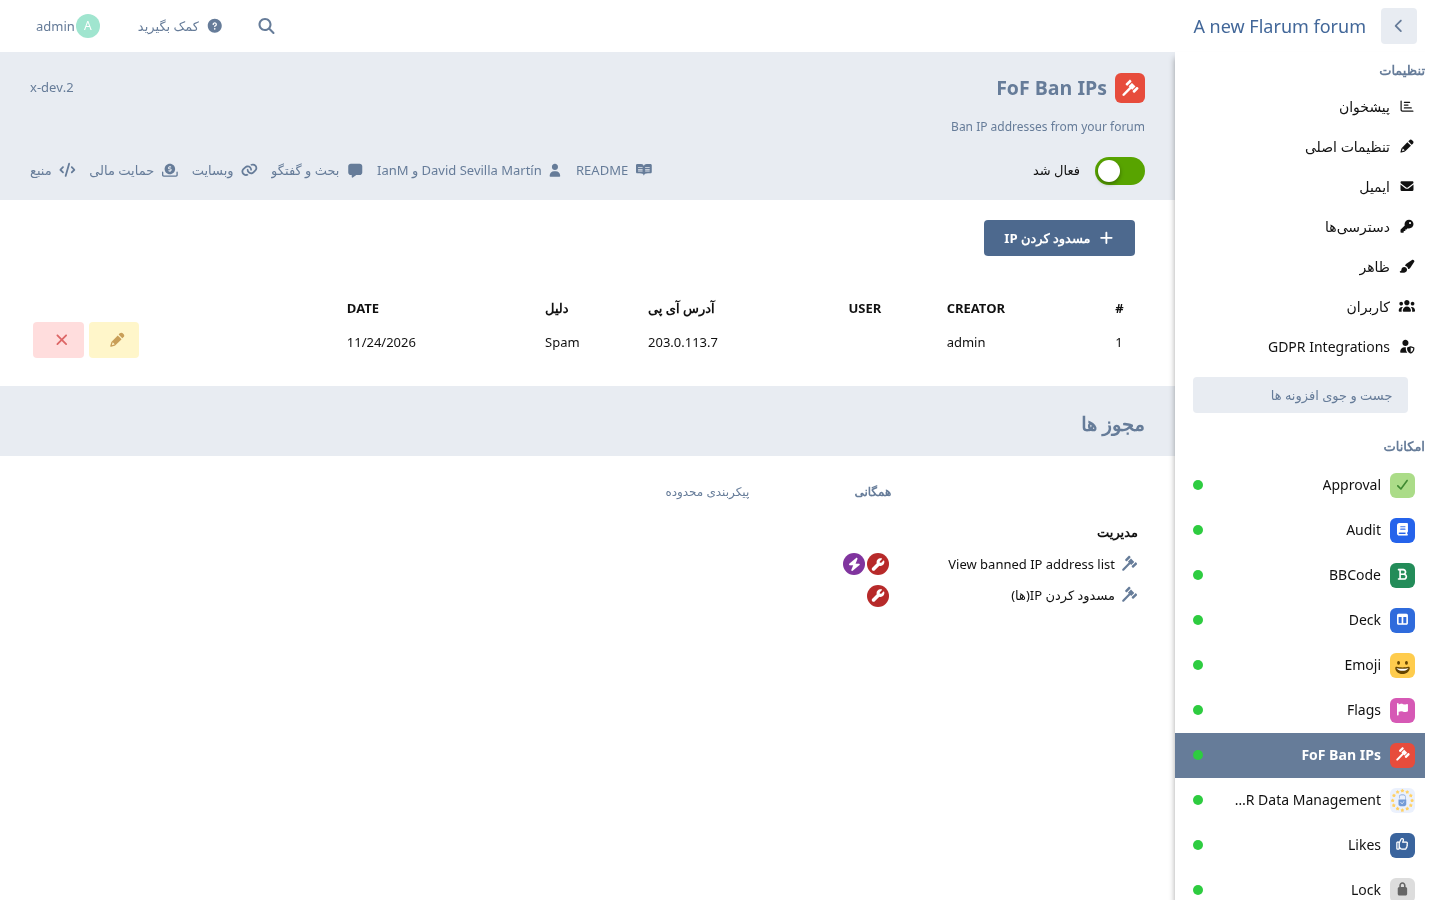 A new Flarum forum
کمک بگیرید
A admin
تنظیمات
پیشخوان
تنظیمات اصلی
ایمیل
دسترسی‌ها
ظاهر
کاربران
GDPR Integrations
جست و جوی افزونه ها
امکانات
Approval
Audit
BBCode
Deck
Emoji
Flags
FoF Ban IPs
...R Data Management
Likes
Lock
FoF Ban IPs
x-dev.2
Ban IP addresses from your forum
فعال شد
README
IanM و David Sevilla Martín
بحث و گفتگو
وبسایت
حمایت مالی
منبع
مسدود کردن IP
# CREATOR USER آدرس آی پی دلیل DATE
1 admin 203.0.113.7 Spam 11/24/2026
مجوز ها
همگانی پیکربندی محدوده
مدیریت
View banned IP address list
مسدود کردن IP(ها)